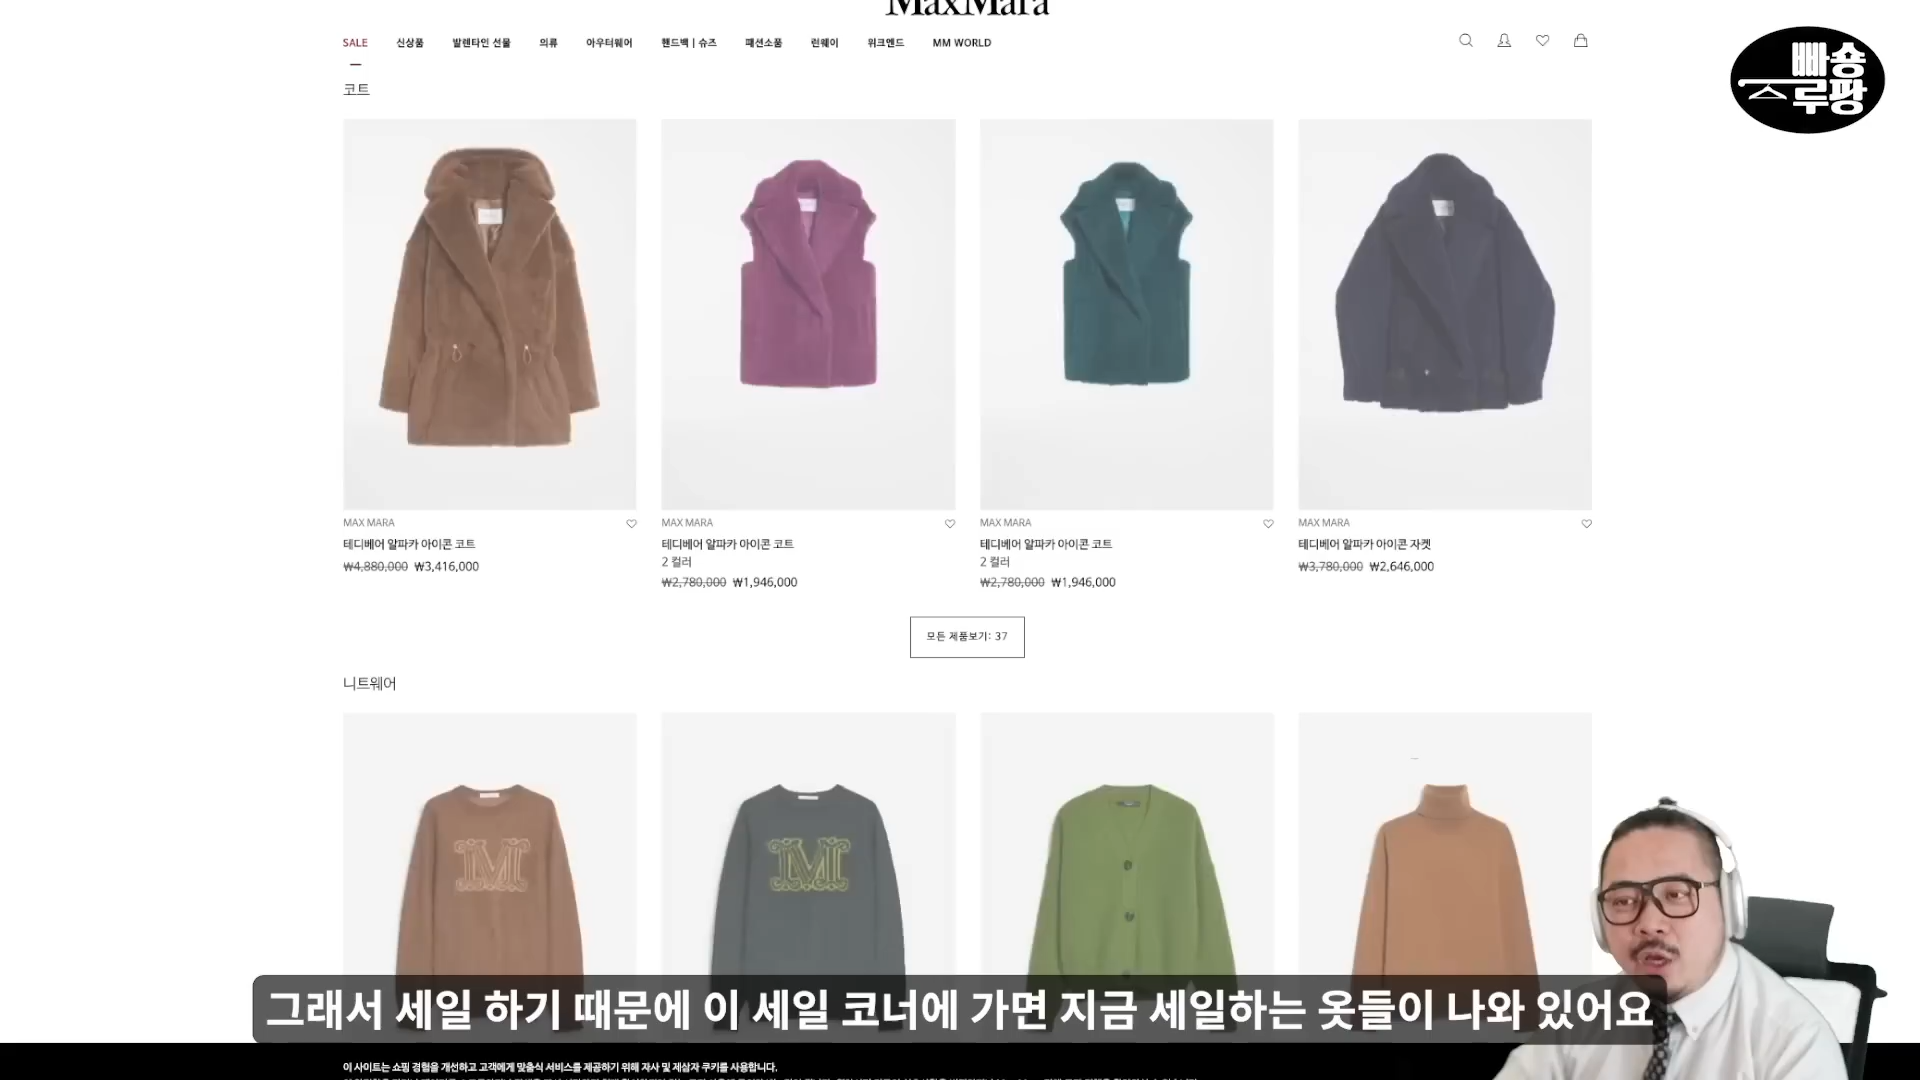 MaxMara
SALE 신상품 발렌타인 선물 의류 아우터웨어 핸드백 | 슈즈 패션소품 런웨이 위크엔드 MM WORLD
빠숑
루팡
코트
MAX MARA
테디베어 알파카 아이콘 코트
₩4,880,000 ₩3,416,000
MAX MARA
테디베어 알파카 아이콘 코트
2 컬러
₩2,780,000 ₩1,946,000
MAX MARA
테디베어 알파카 아이콘 코트
2 컬러
₩2,780,000 ₩1,946,000
MAX MARA
테디베어 알파카 아이콘 자켓
₩3,780,000 ₩2,646,000
모든 제품보기: 37
니트웨어
M
M
그래서 세일 하기 때문에 이 세일 코너에 가면 지금 세일하는 옷들이 나와 있어요
이 사이트는 쇼핑 경험을 개선하고 고객에게 맞춤식 서비스를 제공하기 위해 자사 및 제삼자 쿠키를 사용합니다.